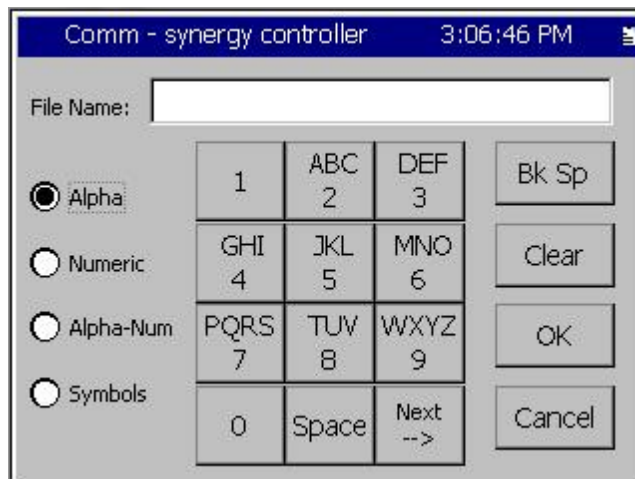 Comm - synergy controller 3:06:46 PM
File Name:
Alpha
Numeric
Alpha-Num
Symbols
1
ABC
2
DEF
3
GHI
4
JKL
5
MNO
6
PQRS
7
TUV
8
WXYZ
9
0
Space
Next
-->
Bk Sp
Clear
OK
Cancel